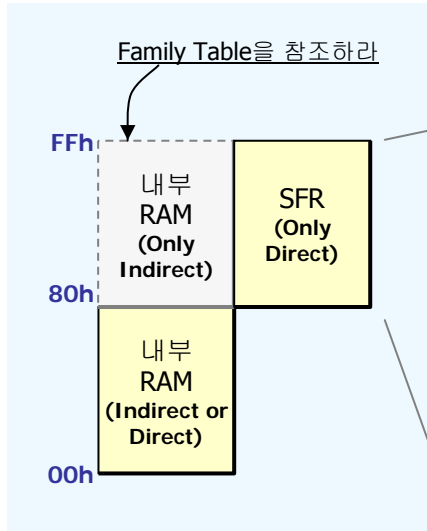 Family Table을 참조하라
FFh
내부
RAM
(Only
Indirect)
SFR
(Only
Direct)
80h
내부
RAM
(Indirect or
Direct)
00h